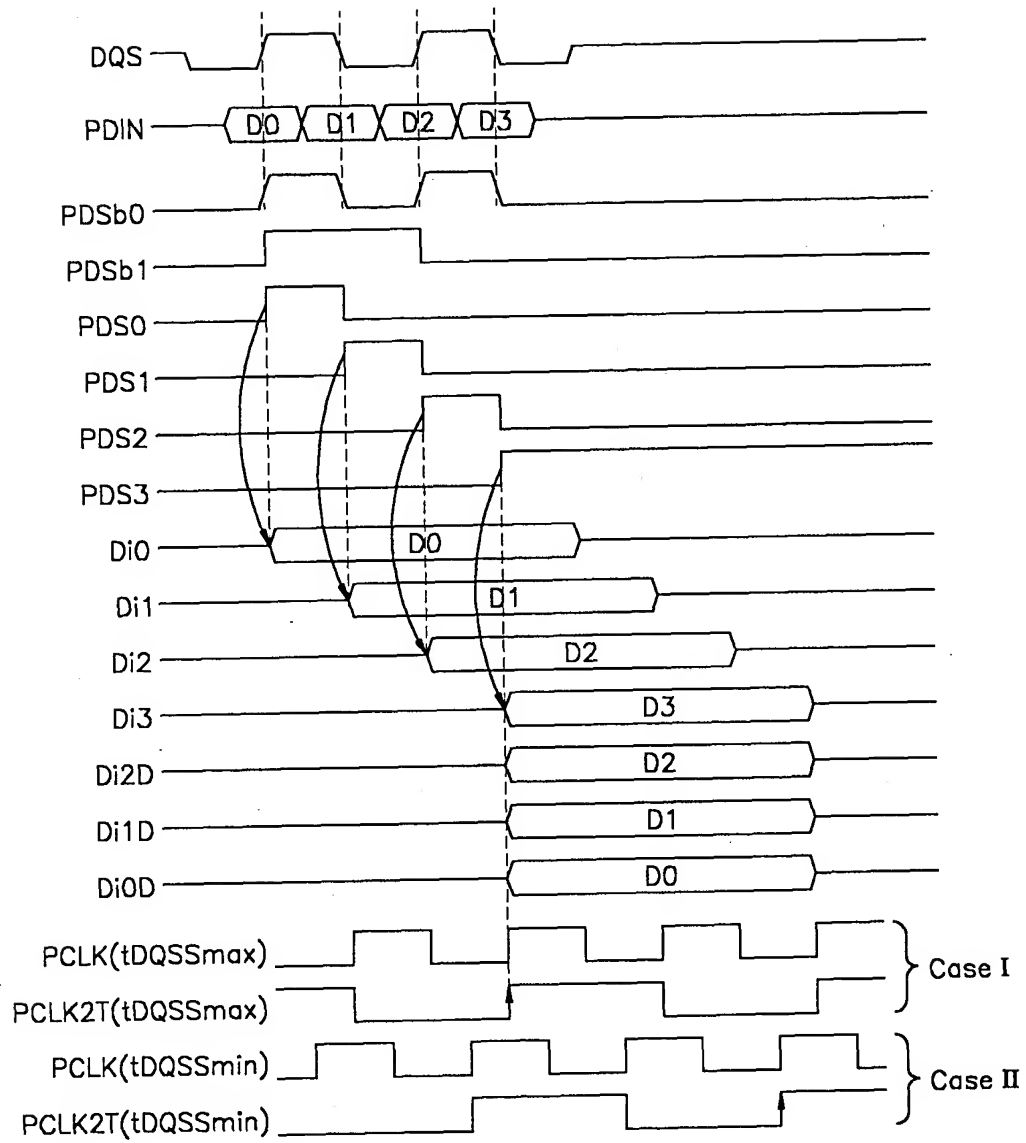 DQS
PDIN D0 D1 D2 D3
PDSb0
PDSb1
PDS0
PDS1
PDS2
PDS3
Di0 D0
Di1 D1
Di2 D2
Di3 D3
Di2D D2
Di1D D1
Di0D D0
PCLK(tDQSSmax)
PCLK2T(tDQSSmax)
Case I
PCLK(tDQSSmin)
PCLK2T(tDQSSmin)
Case II